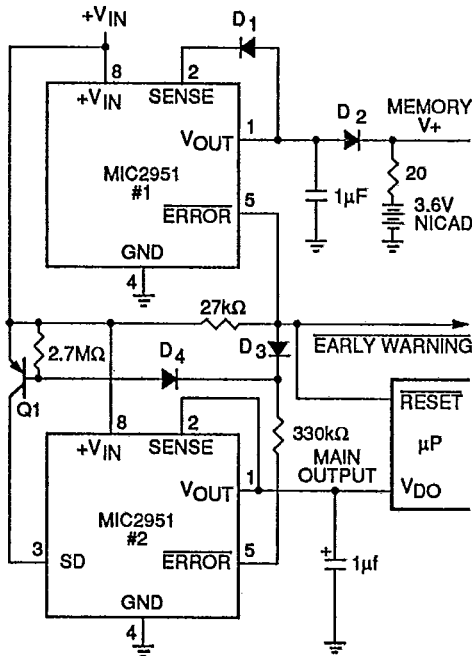 +VIN
D1
8
2
+VIN
SENSE
D2
MEMORY
V+
VOUT
1
20
MIC2951
#1
5
1µF
3.6V
NICAD
ERROR
GND
4
27kΩ
2.7MΩ
D4
D3
EARLY WARNING
Q1
8
2
RESET
+VIN
SENSE
330kΩ
µP
MAIN
OUTPUT
VOUT
1
VDO
MIC2951
#2
3
SD
ERROR
5
+
1µf
GND
4